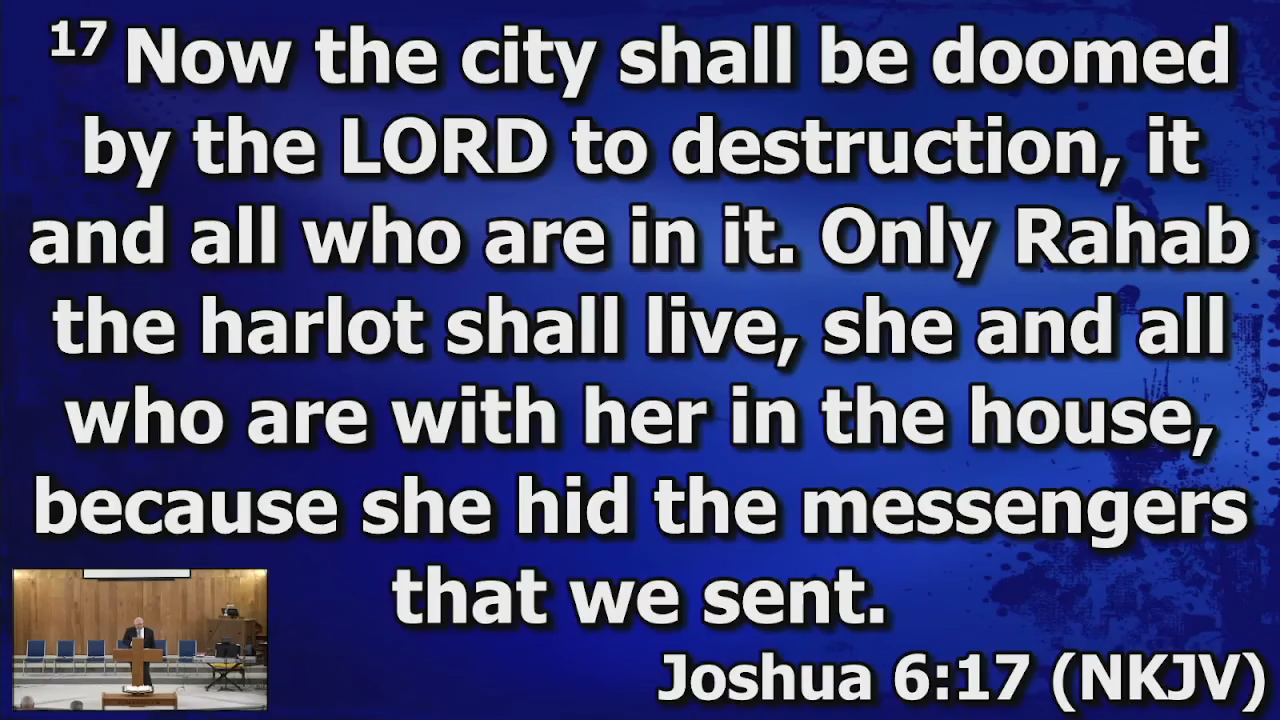 17 Now the city shall be doomed
by the LORD to destruction, it
and all who are in it. Only Rahab
the harlot shall live, she and all
who are with her in the house,
because she hid the messengers
that we sent.
Joshua 6:17 (NKJV)